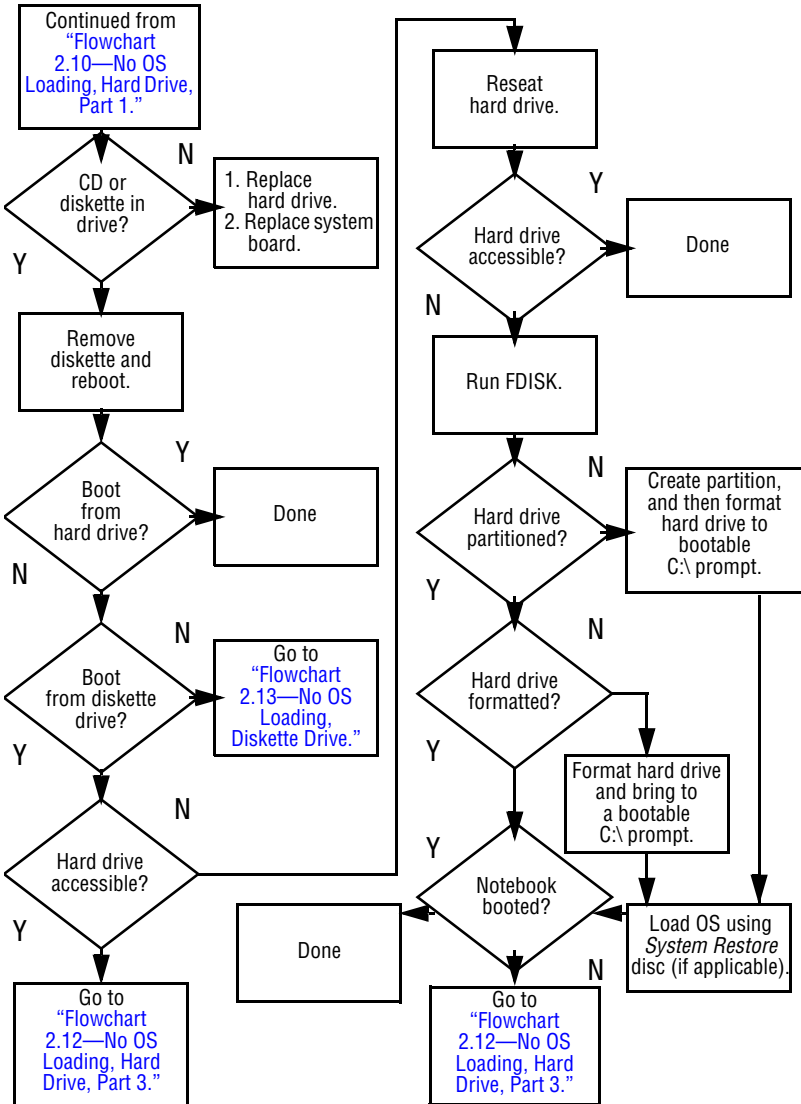 Continued from
“Flowchart
2.10—No OS
Loading, Hard Drive,
Part 1.”
N
CD or
diskette in
drive?
1. Replace
hard drive.
2. Replace system
board.
Y
Remove
diskette and
reboot.
Y
Boot
from
hard drive?
Done
N
N
Boot
from diskette
drive?
Go to
“Flowchart
2.13—No OS
Loading,
Diskette Drive.”
Y
N
Hard drive
accessible?
Y
Go to
“Flowchart
2.12—No OS
Loading, Hard
Drive, Part 3.”
Reseat
hard drive.
Y
Hard drive
accessible?
Done
N
Run FDISK.
N
Hard drive
partitioned?
Create partition,
and then format
hard drive to
bootable
C:\ prompt.
Y
N
Hard drive
formatted?
Y
Format hard drive
and bring to
a bootable
C:\ prompt.
Y
Notebook
booted?
Done
Load OS using
System Restore
disc (if applicable).
N
Go to
“Flowchart
2.12—No OS
Loading, Hard
Drive, Part 3.”